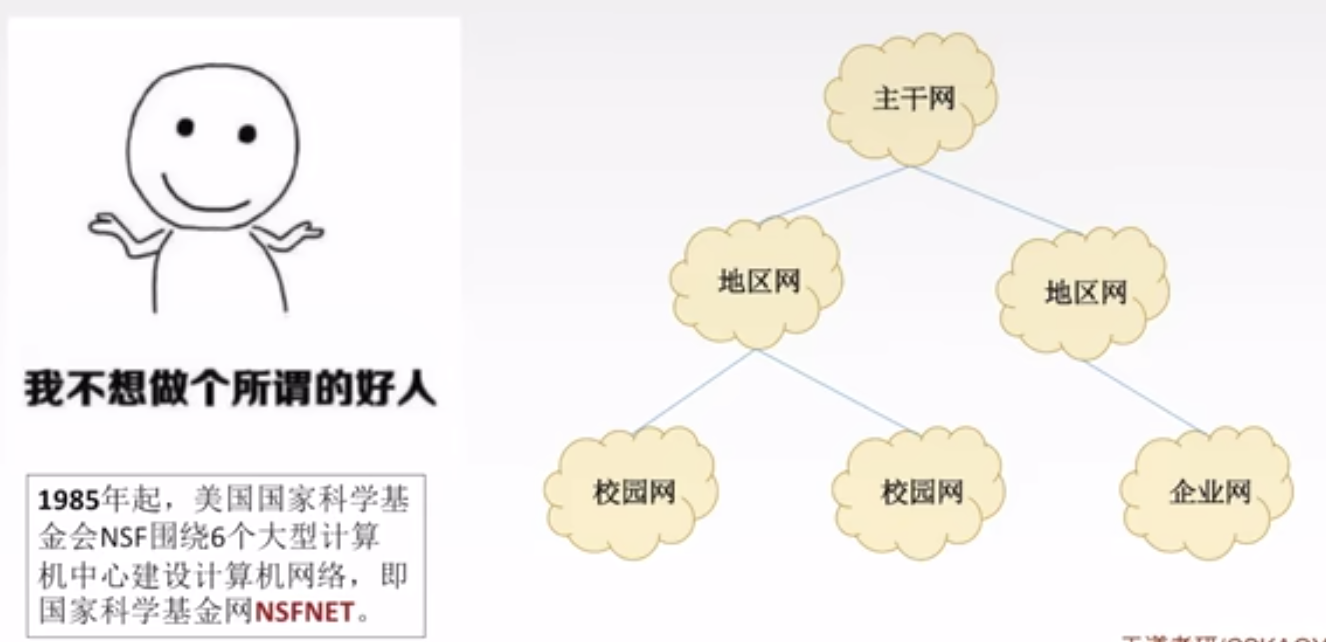 我不想做个所谓的好人
1985年起，美国国家科学基
金会NSF围绕6个大型计算
机中心建设计算机网络，即
国家科学基金网NSFNET。
主干网
地区网
地区网
校园网
校园网
企业网